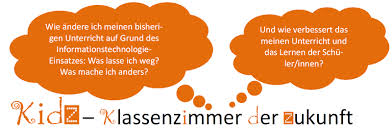 Wie ändere ich meinen bisheri-
gen Unterricht auf Grund des
Informationstechnologie-
Einsatzes: Was lasse ich weg?
Was mache ich anders?
Und wie verbessert das
meinen Unterricht und
das Lernen der Schü-
ler/innen?
KidZ – Klassenzimmer der zukunft